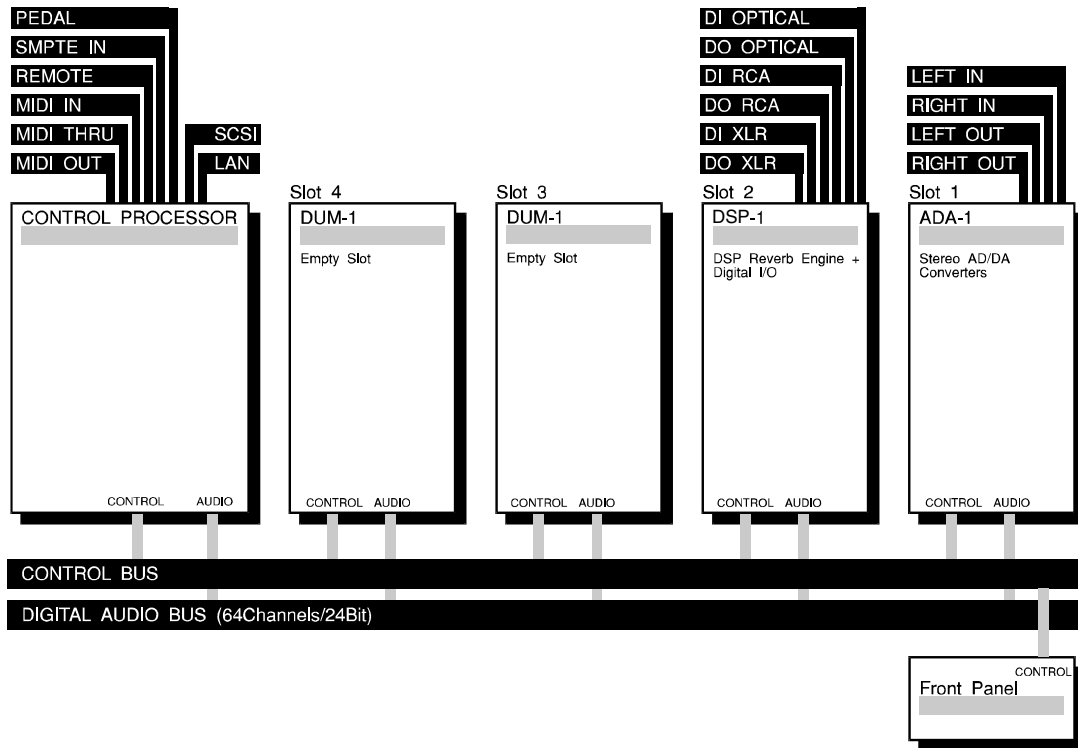 PEDAL
SMPTE IN
REMOTE
MIDI IN
MIDI THRU
MIDI OUT
SCSI
LAN
DI OPTICAL
DO OPTICAL
DI RCA
DO RCA
DI XLR
DO XLR
LEFT IN
RIGHT IN
LEFT OUT
RIGHT OUT
CONTROL PROCESSOR
CONTROL AUDIO
Slot 4
DUM-1
Empty Slot
CONTROL AUDIO
Slot 3
DUM-1
Empty Slot
CONTROL AUDIO
Slot 2
DSP-1
DSP Reverb Engine +
Digital I/O
CONTROL AUDIO
Slot 1
ADA-1
Stereo AD/DA
Converters
CONTROL AUDIO
CONTROL BUS
DIGITAL AUDIO BUS (64Channels/24Bit)
CONTROL
Front Panel